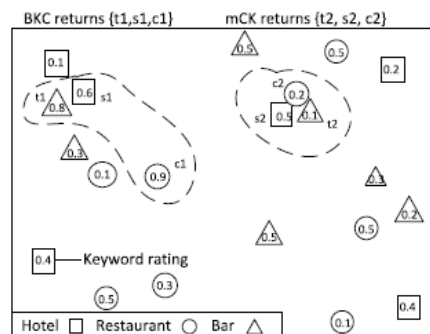 BKC returns {t1,s1,c1} mCK returns {t2, s2, c2}
0.5
0.5
0.1
0.2
t1
0.8
0.6
s1
c2
0.2
s2
0.5
0.1
t2
0.3
0.1
c1
0.9
0.3
0.2
0.5
0.5
0.4
Keyword rating
0.5
0.3
0.4
0.1
Hotel Restaurant Bar